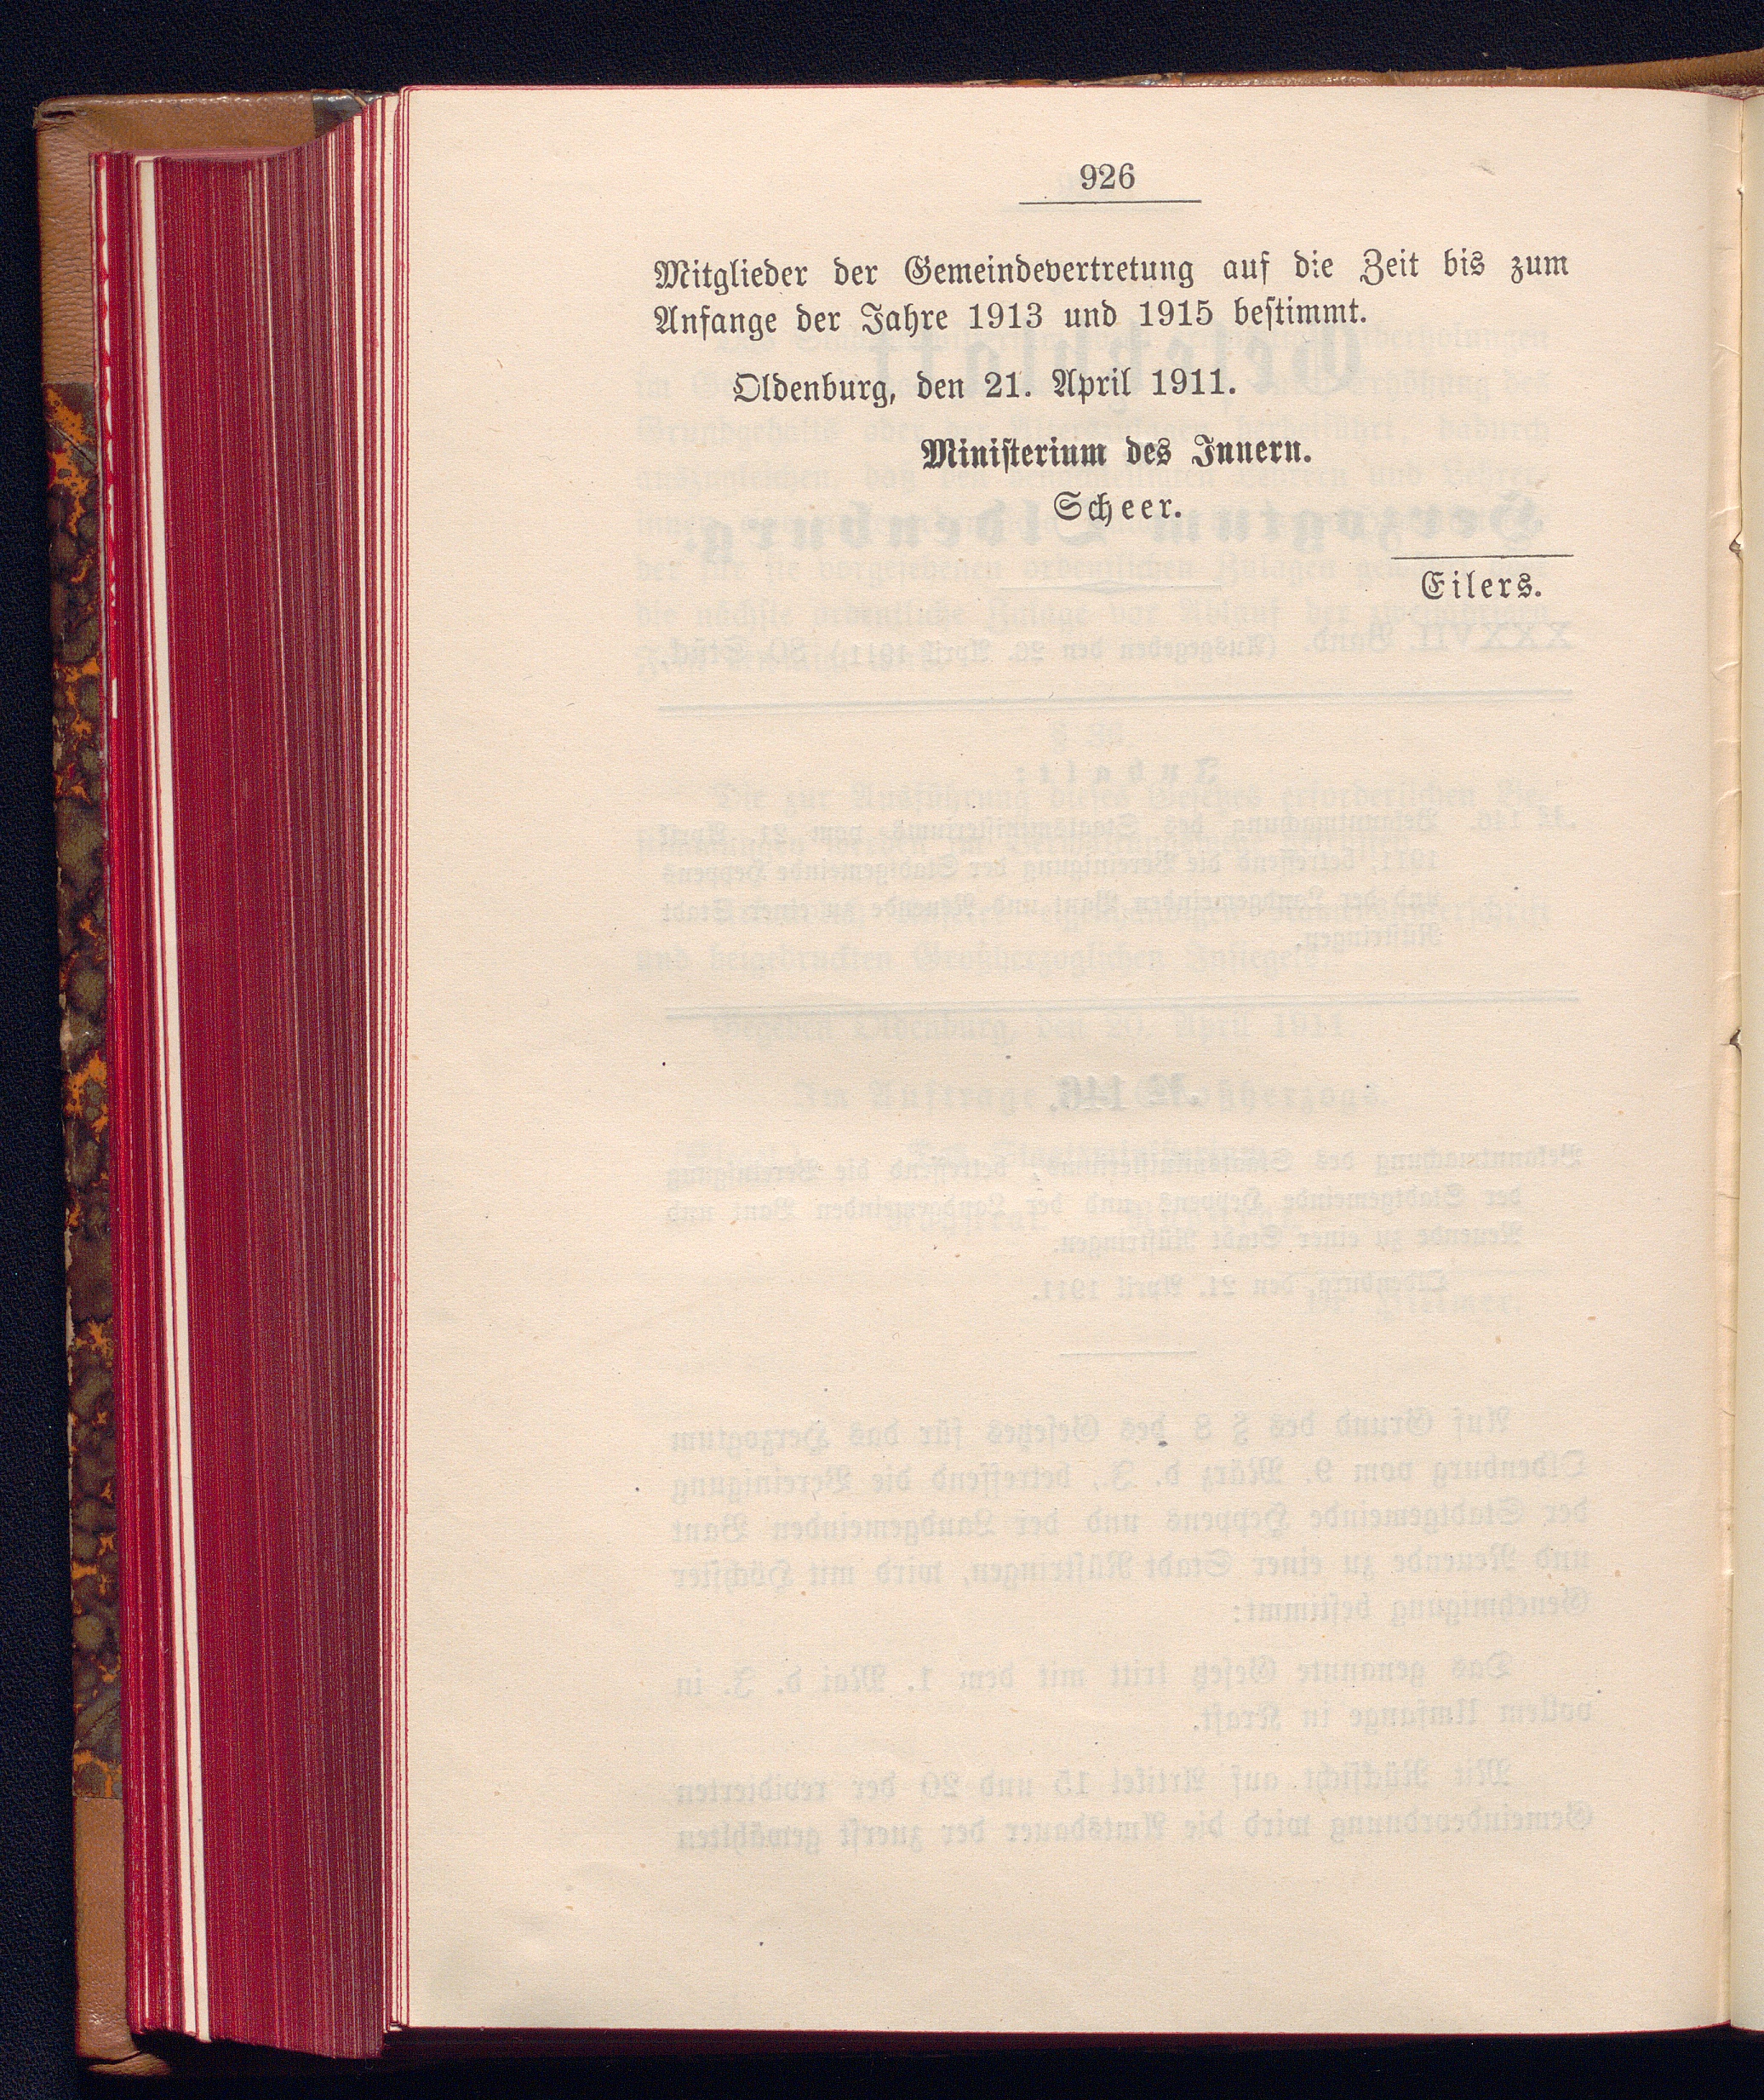 926
Mitglieder der Gemeindevertretung auf die Zeit bis zum
Anfange der Jahre 1913 und 1915 bestimmt.
Oldenburg, den 21. April 1911.
Ministerium des Innern.
Scheer.
Eilers.